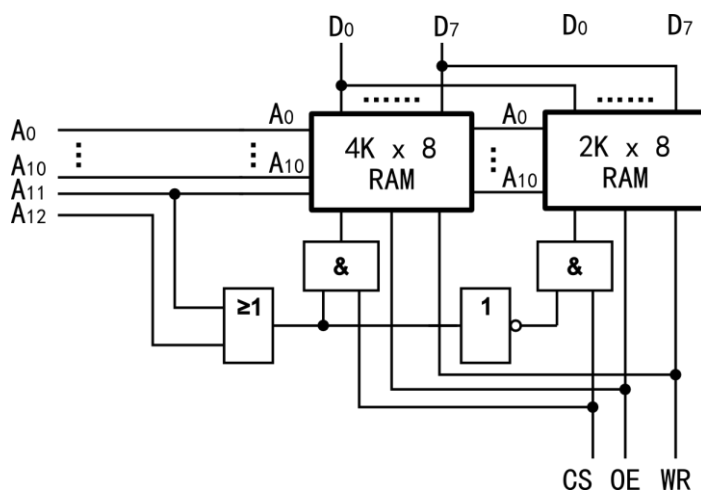 D0 D7 D0 D7
A0 A0 4K x 8 RAM A0 2K x 8 RAM
A10 A10 A10
A11
A12
& &
≥1 1
CS OE WR